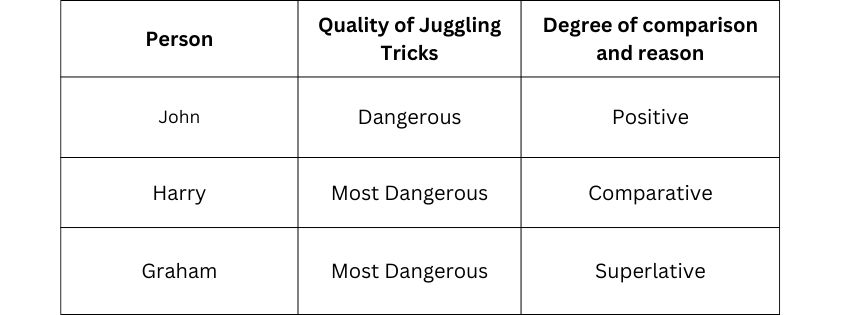 Person
Quality of Juggling
Tricks
Degree of comparison
and reason
John
Dangerous
Positive
Harry
Most Dangerous
Comparative
Graham
Most Dangerous
Superlative